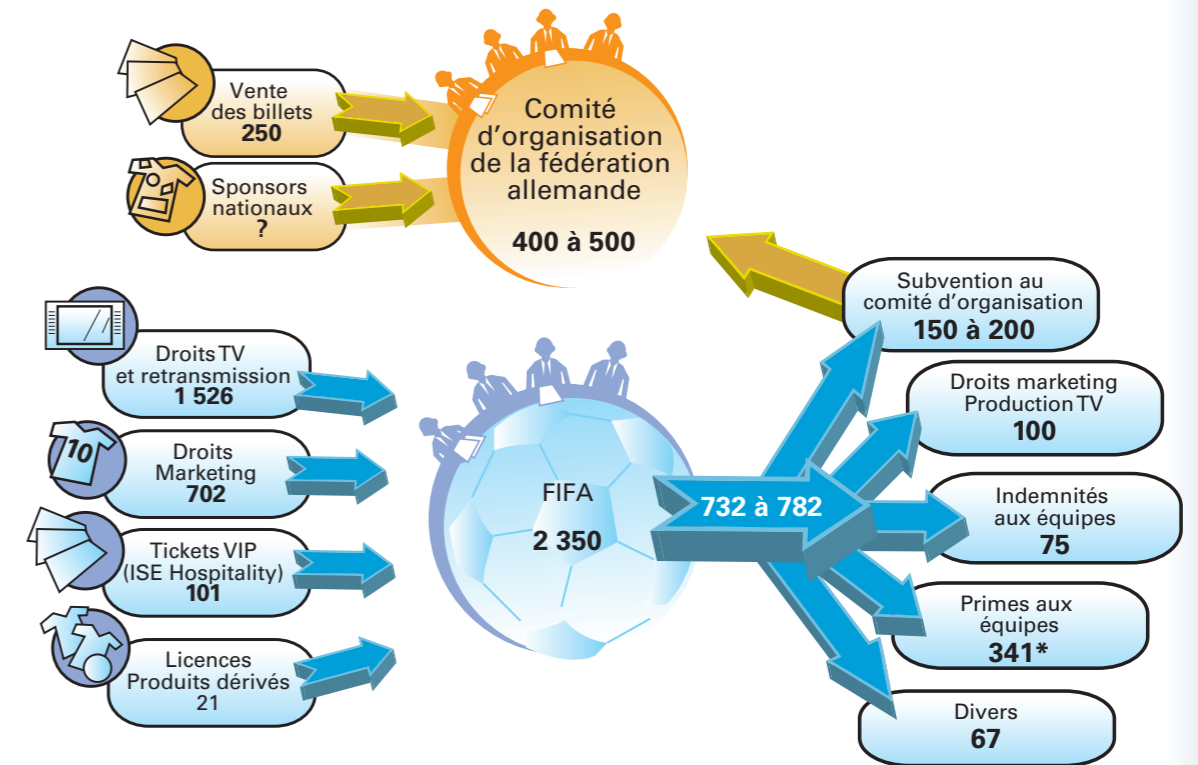 Vente
des billets
250
Sponsors
nationaux
?
Comité
d'organisation
de la fédération
allemande
400 à 500
Subvention au
comité d'organisation
150 à 200
Droits TV
et retransmission
1 526
10
Droits
Marketing
702
Tickets VIP
(ISE Hospitality)
101
Licences
Produits dérivés
21
FIFA
2 350
732 à 782
Droits marketing
Production TV
100
Indemnités
aux équipes
75
Primes aux
équipes
341*
Divers
67